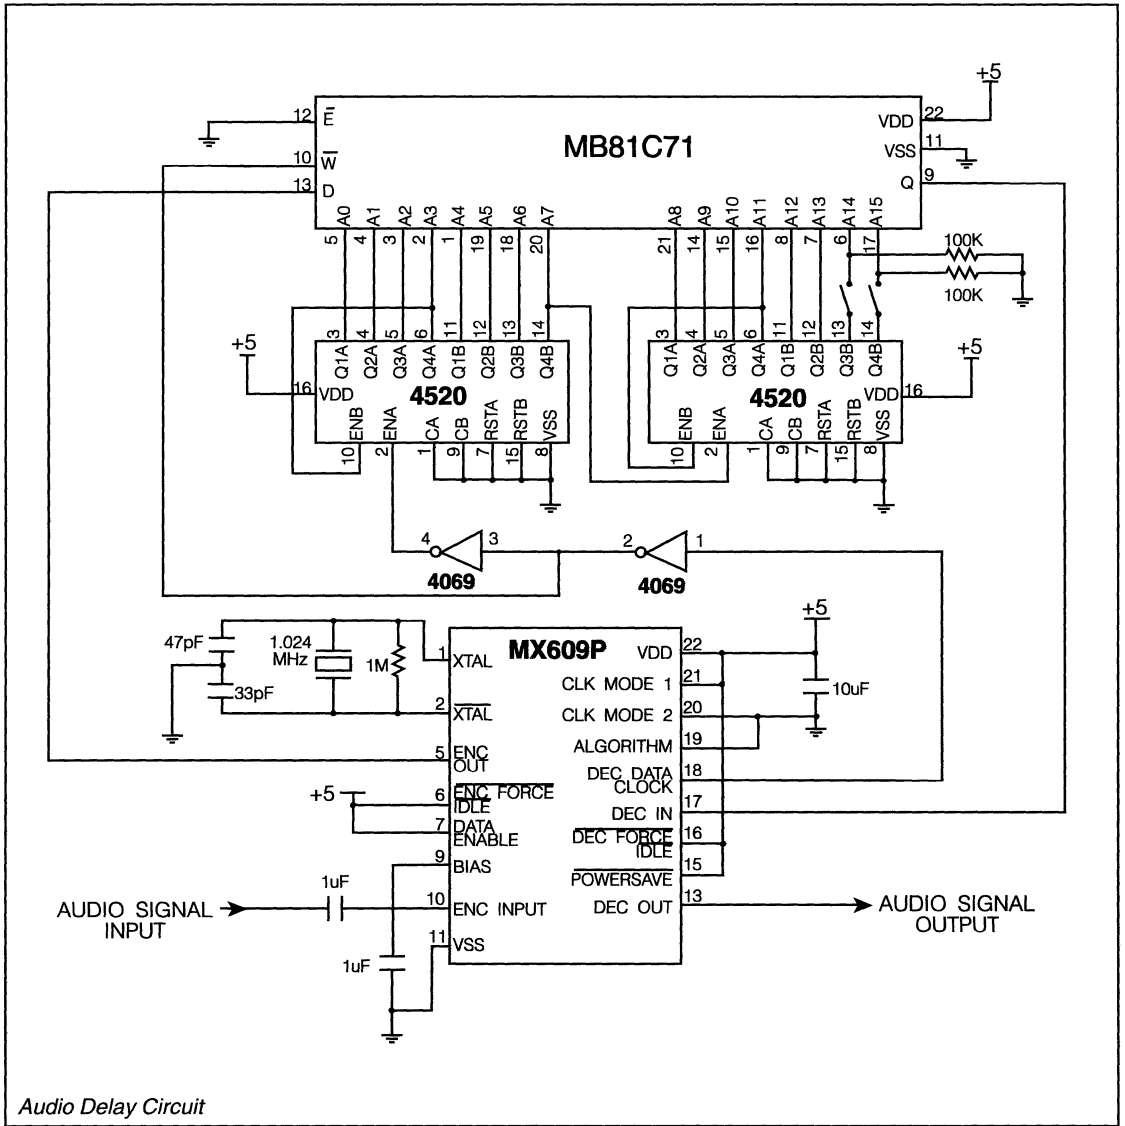 +5
12 E
10 W
13 D
MB81C71
VDD 22
VSS 11
Q 9
A0 A1 A2 A3 A4 A5 A6 A7
5 4 3 2 1 19 18 20
A8 A9 A10 A11 A12 A13 A14 A15
21 14 15 16 8 7 6 17
100K
100K
3 4 5 6 11 12 13 14
Q1A Q2A Q3A Q4A Q1B Q2B Q3B Q4B
+5
16 VDD
4520
ENB ENA CA CB RSTA RSTB VSS
10 2 1 9 7 15 8
3 4 5 6 11 12 13 14
Q1A Q2A Q3A Q4A Q1B Q2B Q3B Q4B
+5
VDD 16
4520
ENB ENA CA CB RSTA RSTB VSS
10 2 1 9 7 15 8
4 3
4069
2 1
4069
47pF
33pF
1.024
MHz
1M
MX609P
1 XTAL
2 XTAL
5 ENC
OUT
+5
6 ENC FORCE
IDLE
7 DATA
ENABLE
9 BIAS
10 ENC INPUT
11 VSS
+5
10uF
VDD 22
CLK MODE 1 21
CLK MODE 2 20
ALGORITHM 19
DEC DATA 18
CLOCK
DEC IN 17
DEC FORCE 16
IDLE
POWERSAVE 15
DEC OUT 13
AUDIO SIGNAL
INPUT
1uF
1uF
AUDIO SIGNAL
OUTPUT
Audio Delay Circuit